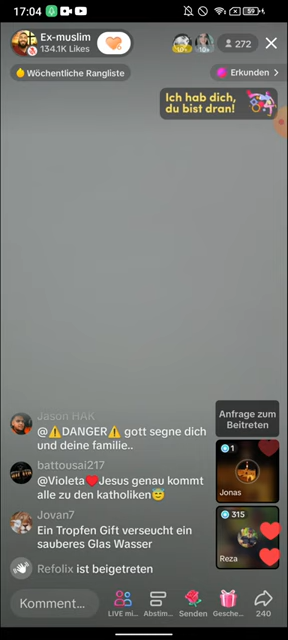 17:04
59
Ex-muslim
134.1K Likes
272
Wöchentliche Rangliste
Erkunden
Ich hab dich,
du bist dran!
Jason HAK
@⚠️DANGER⚠️ gott segne dich
und deine familie..
Anfrage zum
Beitreten
battousai217
@Violeta❤️Jesus genau kommt
alle zu den katholiken😇
1
Jonas
Jovan7
Ein Tropfen Gift verseucht ein
sauberes Glas Wasser
315
Reza
Refolix ist beigetreten
Komment...
LIVE mi...
Abstim...
Senden
Gesche...
240